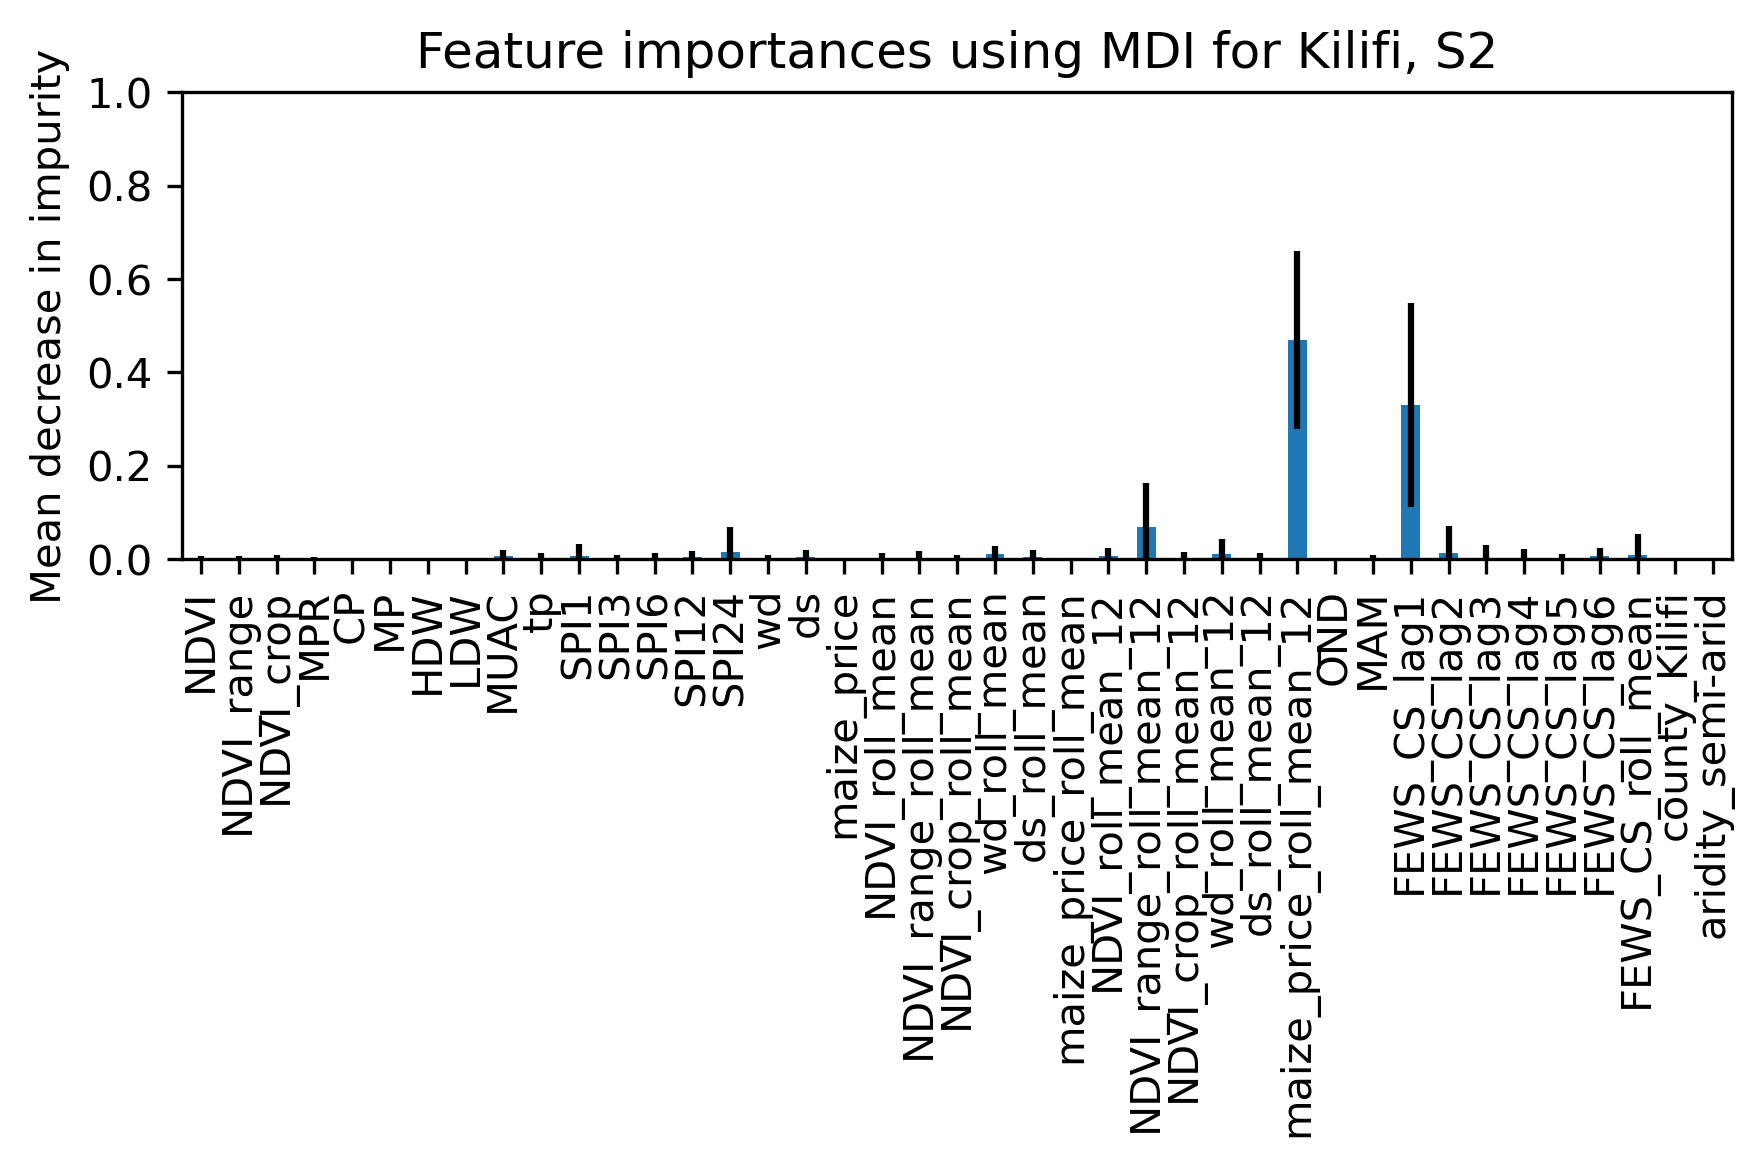 Feature importances using MDI for Kilifi, S2
Mean decrease in impurity
1.0
0.8
0.6
0.4
0.2
0.0
NDVI
NDVI_range
NDVI_crop
MPR
CP
MP
HDW
LDW
MUAC
tp
SPI1
SPI3
SPI6
SPI12
SPI24
wd
ds
maize_price
NDVI_roll_mean
NDVI_range_roll_mean
NDVI_crop_roll_mean
wd_roll_mean
ds_roll_mean
maize_price_roll_mean
NDVI_roll_mean_12
NDVI_range_roll_mean_12
NDVI_crop_roll_mean_12
wd_roll_mean_12
ds_roll_mean_12
maize_price_roll_mean_12
OND
MAM
FEWS_CS_lag1
FEWS_CS_lag2
FEWS_CS_lag3
FEWS_CS_lag4
FEWS_CS_lag5
FEWS_CS_lag6
FEWS_CS_roll_mean
county_Kilifi
aridity_semi-arid